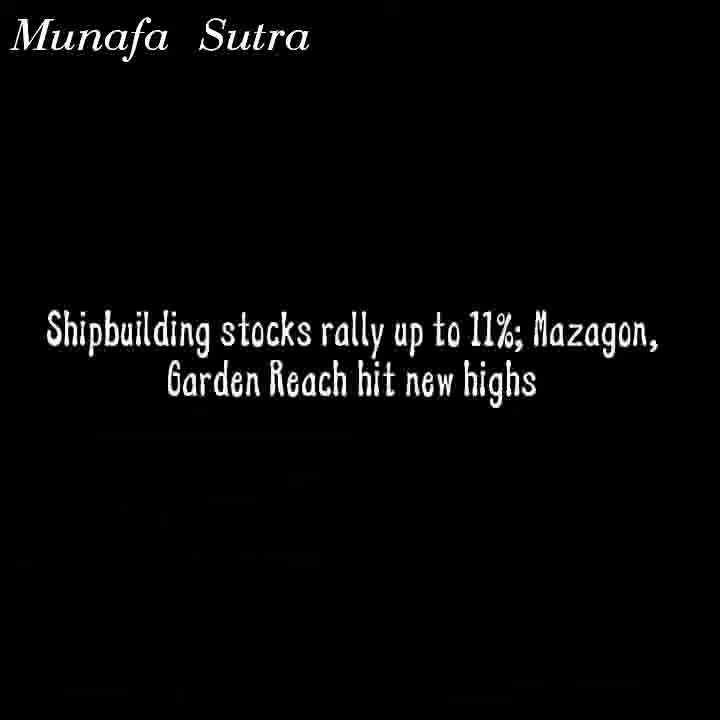 Munafa Sutra
Shipbuilding stocks rally up to 11%; Mazagon,
Garden Reach hit new highs